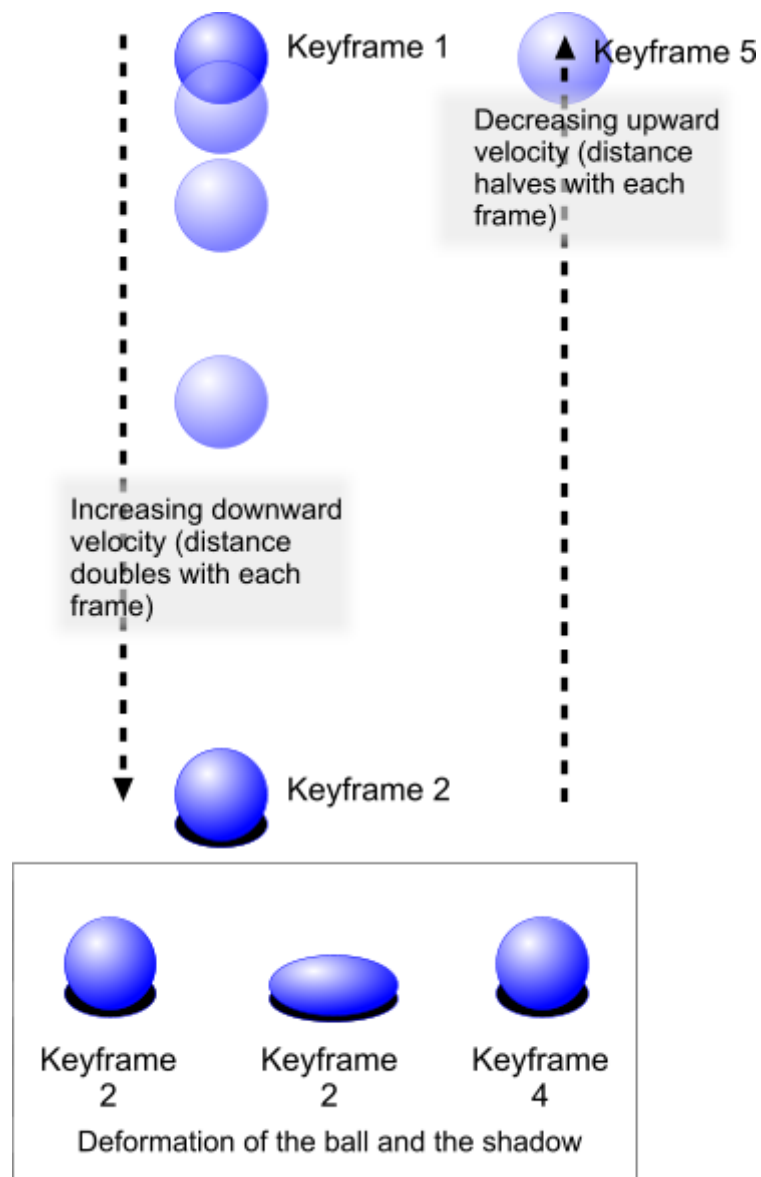 Keyframe 1
Keyframe 5
Decreasing upward
velocity (distance
halves with each
frame)
Increasing downward
velocity (distance
doubles with each
frame)
Keyframe 2
Keyframe
2
Keyframe
2
Keyframe
4
Deformation of the ball and the shadow